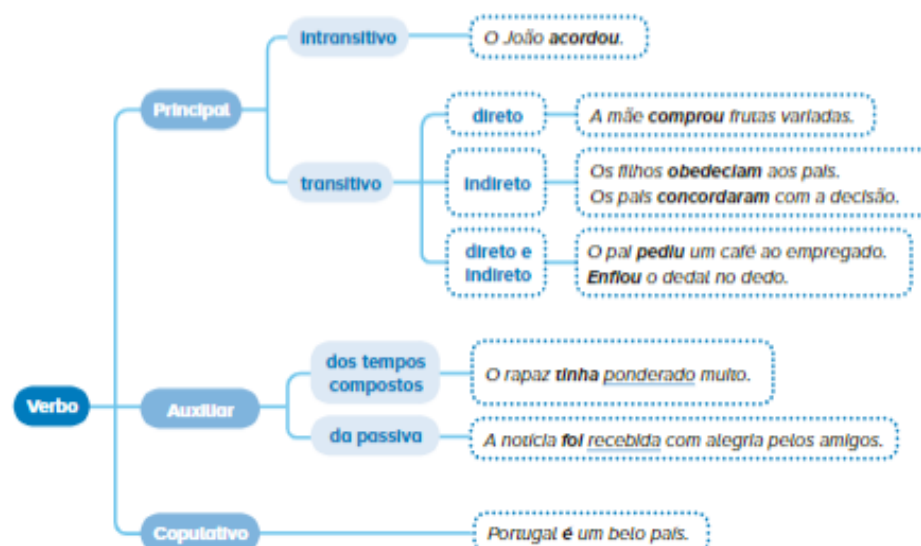 Verbo
Principal
intransitivo
O João acordou.
transitivo
direto
A mãe comprou frutas variadas.
indireto
Os filhos obedeciam aos pais.
Os pais concordaram com a decisão.
direto e
indireto
O pai pediu um café ao empregado.
Enfiou o dedal no dedo.
Auxiliar
dos tempos
compostos
O rapaz tinha ponderado muito.
da passiva
A notícia foi recebida com alegria pelos amigos.
Copulativo
Portugal é um belo país.